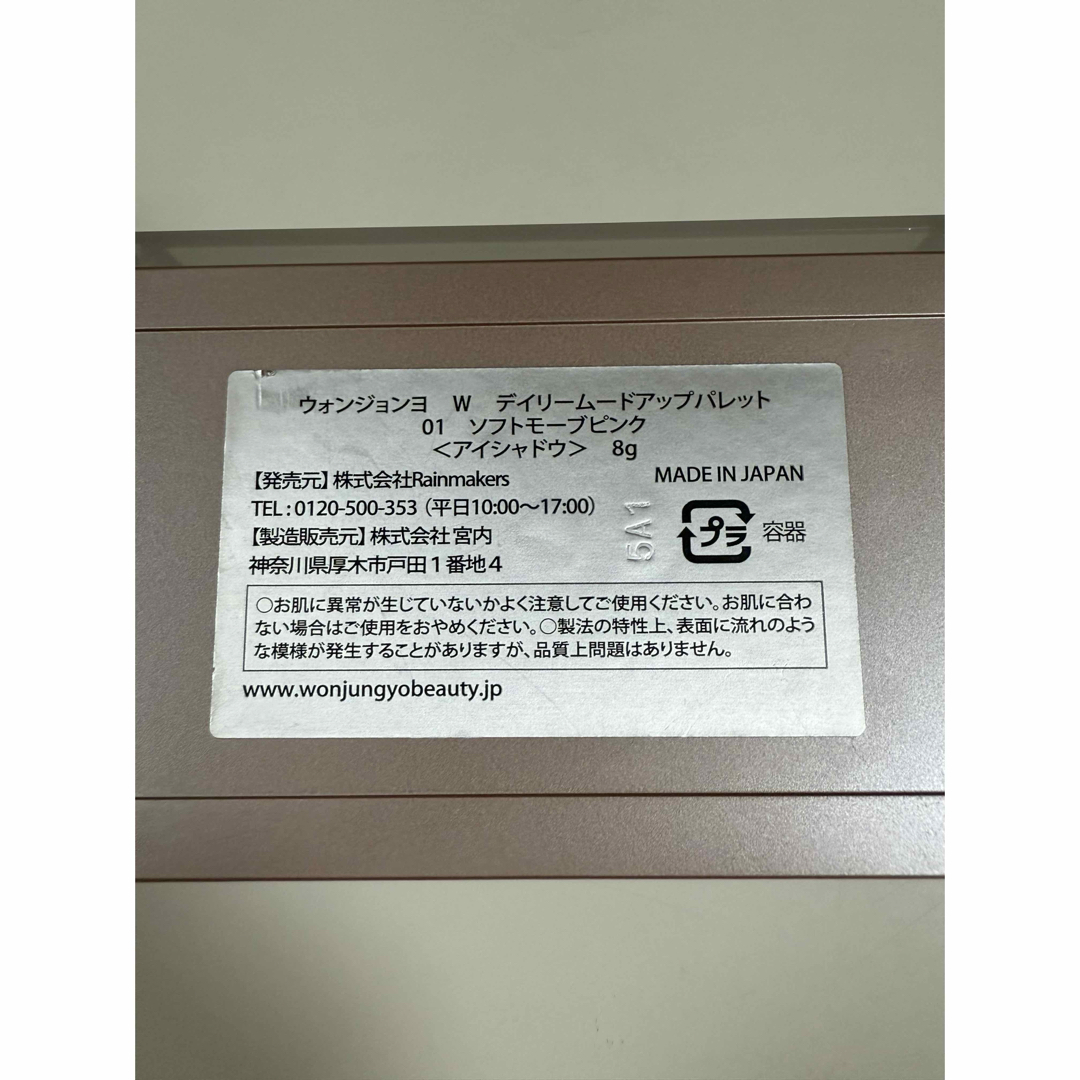 ウォンジョンヨ　W　デイリームードアップパレット
01　ソフトモーブピンク
＜アイシャドウ＞　8g
【発売元】株式会社Rainmakers
MADE IN JAPAN
TEL : 0120-500-353（平日10:00〜17:00）
【製造販売元】株式会社 宮内
神奈川県厚木市戸田１番地４
5A1
プラ
容器
○お肌に異常が生じていないかよく注意してご使用ください。お肌に合わ
ない場合はご使用をおやめください。○製法の特性上、表面に流れのよう
な模様が発生することがありますが、品質上問題はありません。
www.wonjungyobeauty.jp